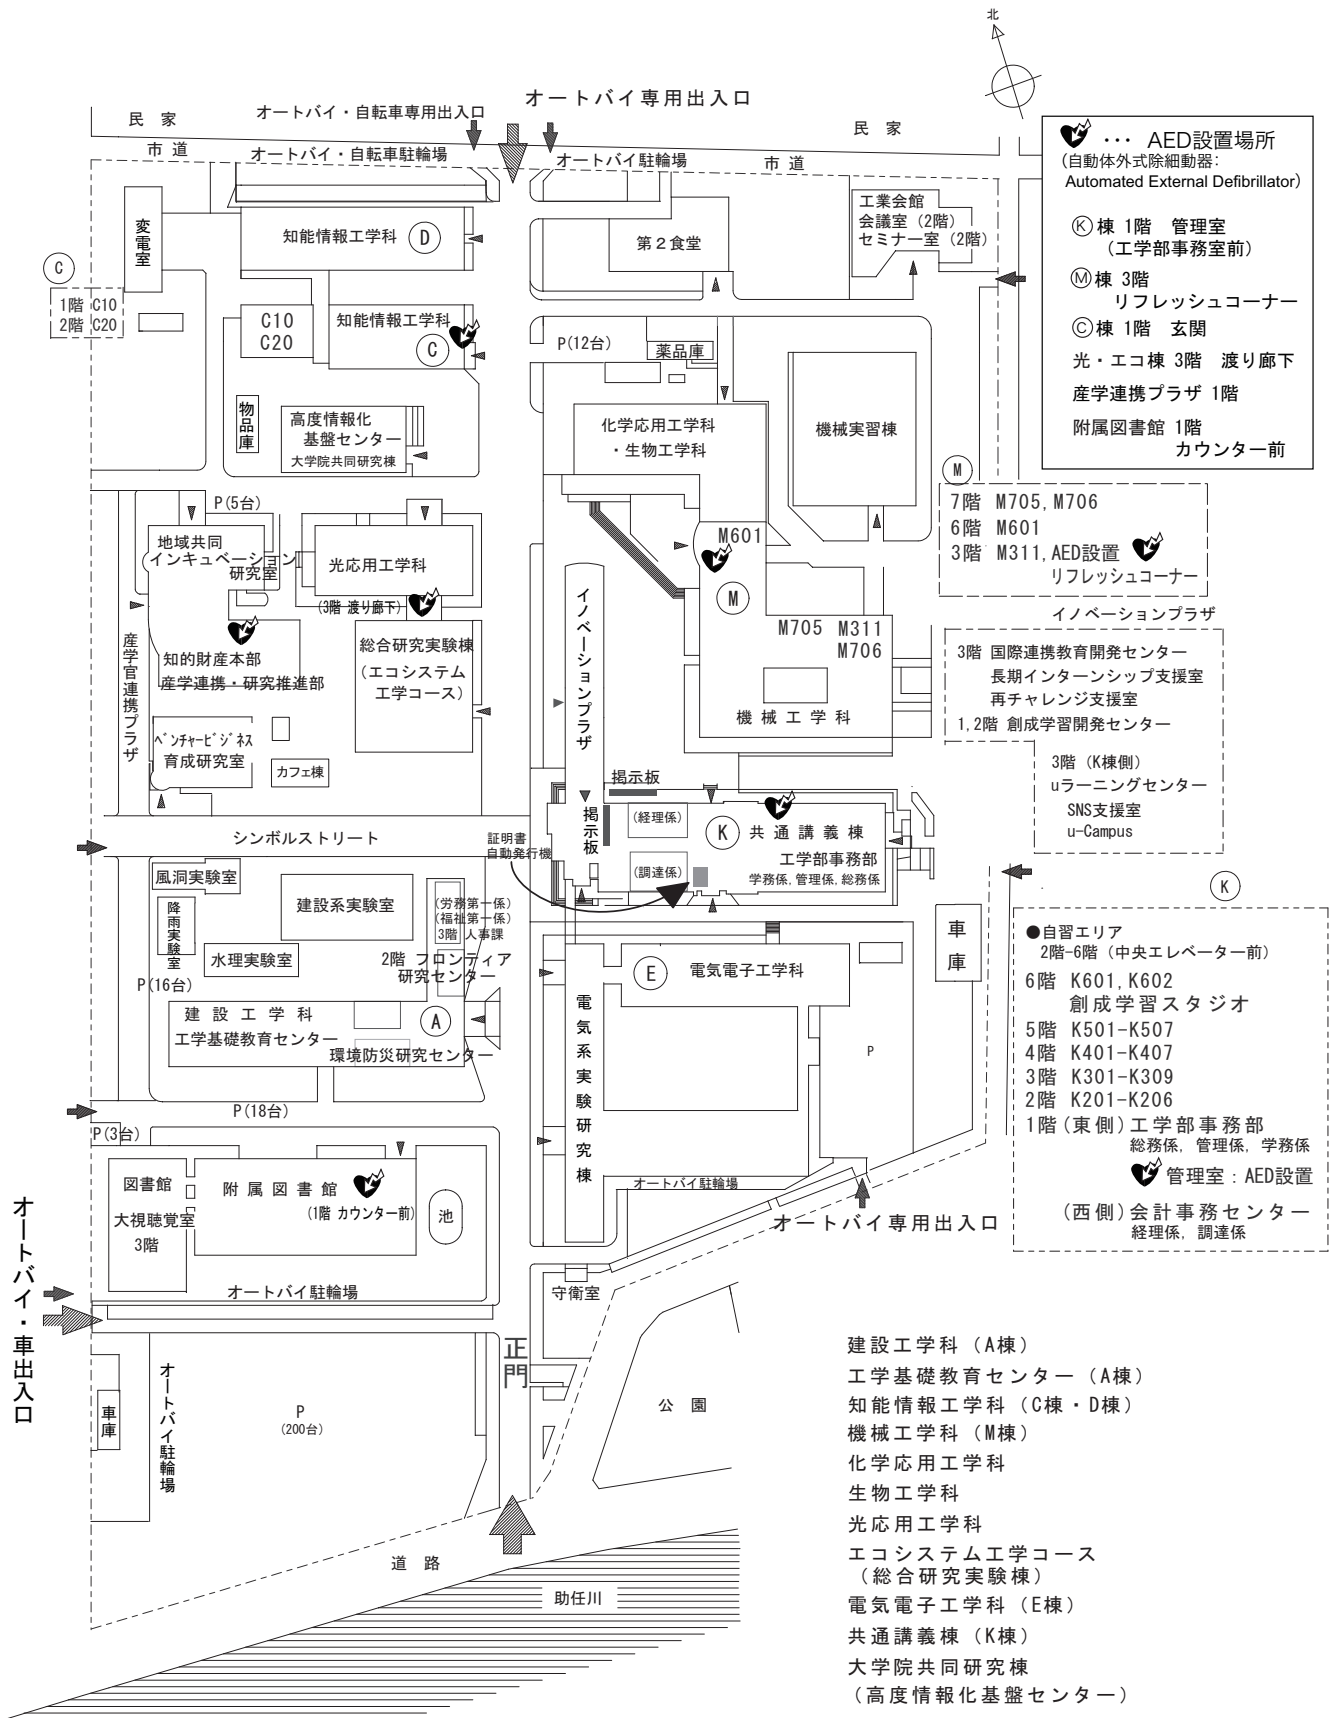 北
オートバイ専用出入口
オートバイ・自転車専用出入口
民 家
民 家
市 道
オートバイ・自転車駐輪場
オートバイ駐輪場
市 道
… AED設置場所
(自動体外式除細動器:
Automated External Defibrillator)
Ⓚ棟 1階 管理室
(工学部事務室前)
Ⓜ棟 3階
リフレッシュコーナー
Ⓒ棟 1階 玄関
光・エコ棟 3階 渡り廊下
産学連携プラザ 1階
附属図書館 1階
カウンター前
変電室
知能情報工学科 Ⓓ
第2食堂
工業会館
会議室 (2階)
セミナー室 (2階)
Ⓒ
1階 C10
2階 C20
C10
C20
知能情報工学科
Ⓒ
P(12台)
薬品庫
物品庫
高度情報化
基盤センター
大学院共同研究棟
化学応用工学科
・生物工学科
機械実習棟
Ⓜ
7階 M705, M706
6階 M601
3階 M311, AED設置
リフレッシュコーナー
P(5台)
地域共同
インキュベーション
研究室
光応用工学科
(3階 渡り廊下)
M601
Ⓜ
M705 M311
M706
機 械 工 学 科
イノベーションプラザ
イノベーションプラザ
3階 国際連携教育開発センター
長期インターンシップ支援室
再チャレンジ支援室
1,2階 創成学習開発センター
3階 (K棟側)
uラーニングセンター
SNS支援室
u-Campus
産学官連携プラザ
知的財産本部
産学連携・研究推進部
総合研究実験棟
(エコシステム
工学コース)
ベンチャービジネス
育成研究室
カフェ棟
掲示板
掲示板
(経理係)
Ⓚ 共 通 講 義 棟
工学部事務部
学務係, 管理係, 総務係
(調達係)
シンボルストリート
証明書
自動発行機
風洞実験室
降雨実験室
建設系実験室
水理実験室
(労務第一係)
(福祉第一係)
3階 人事課
2階 フロンティア
研究センター
P(16台)
建 設 工 学 科
工学基礎教育センター
Ⓐ
環境防災研究センター
Ⓔ 電気電子工学科
電気系実験研究棟
P
車庫
Ⓚ
●自習エリア
2階-6階 (中央エレベーター前)
6階 K601, K602
創成学習スタジオ
5階 K501-K507
4階 K401-K407
3階 K301-K309
2階 K201-K206
1階(東側)工学部事務部
総務係, 管理係, 学務係
管理室:AED設置
(西側)会計事務センター
経理係, 調達係
P(18台)
P(3台)
図書館
大視聴覚室
3階
附 属 図 書 館
(1階 カウンター前)
池
オートバイ駐輪場
オートバイ専用出入口
オートバイ駐輪場
守衛室
オートバイ・車出入口
正門
車庫
オートバイ駐輪場
P
(200台)
公 園
道 路
助任川
建設工学科 (A棟)
工学基礎教育センター (A棟)
知能情報工学科 (C棟・D棟)
機械工学科 (M棟)
化学応用工学科
生物工学科
光応用工学科
エコシステム工学コース
(総合研究実験棟)
電気電子工学科 (E棟)
共通講義棟 (K棟)
大学院共同研究棟
(高度情報化基盤センター)